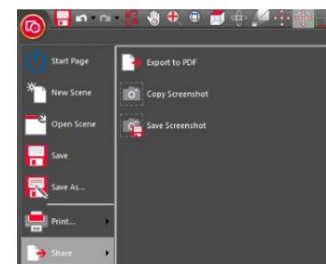 Start Page
New Scene
Open Scene
Save
Save As...
Print...
Share
Export to PDF
Copy Screenshot
Save Screenshot